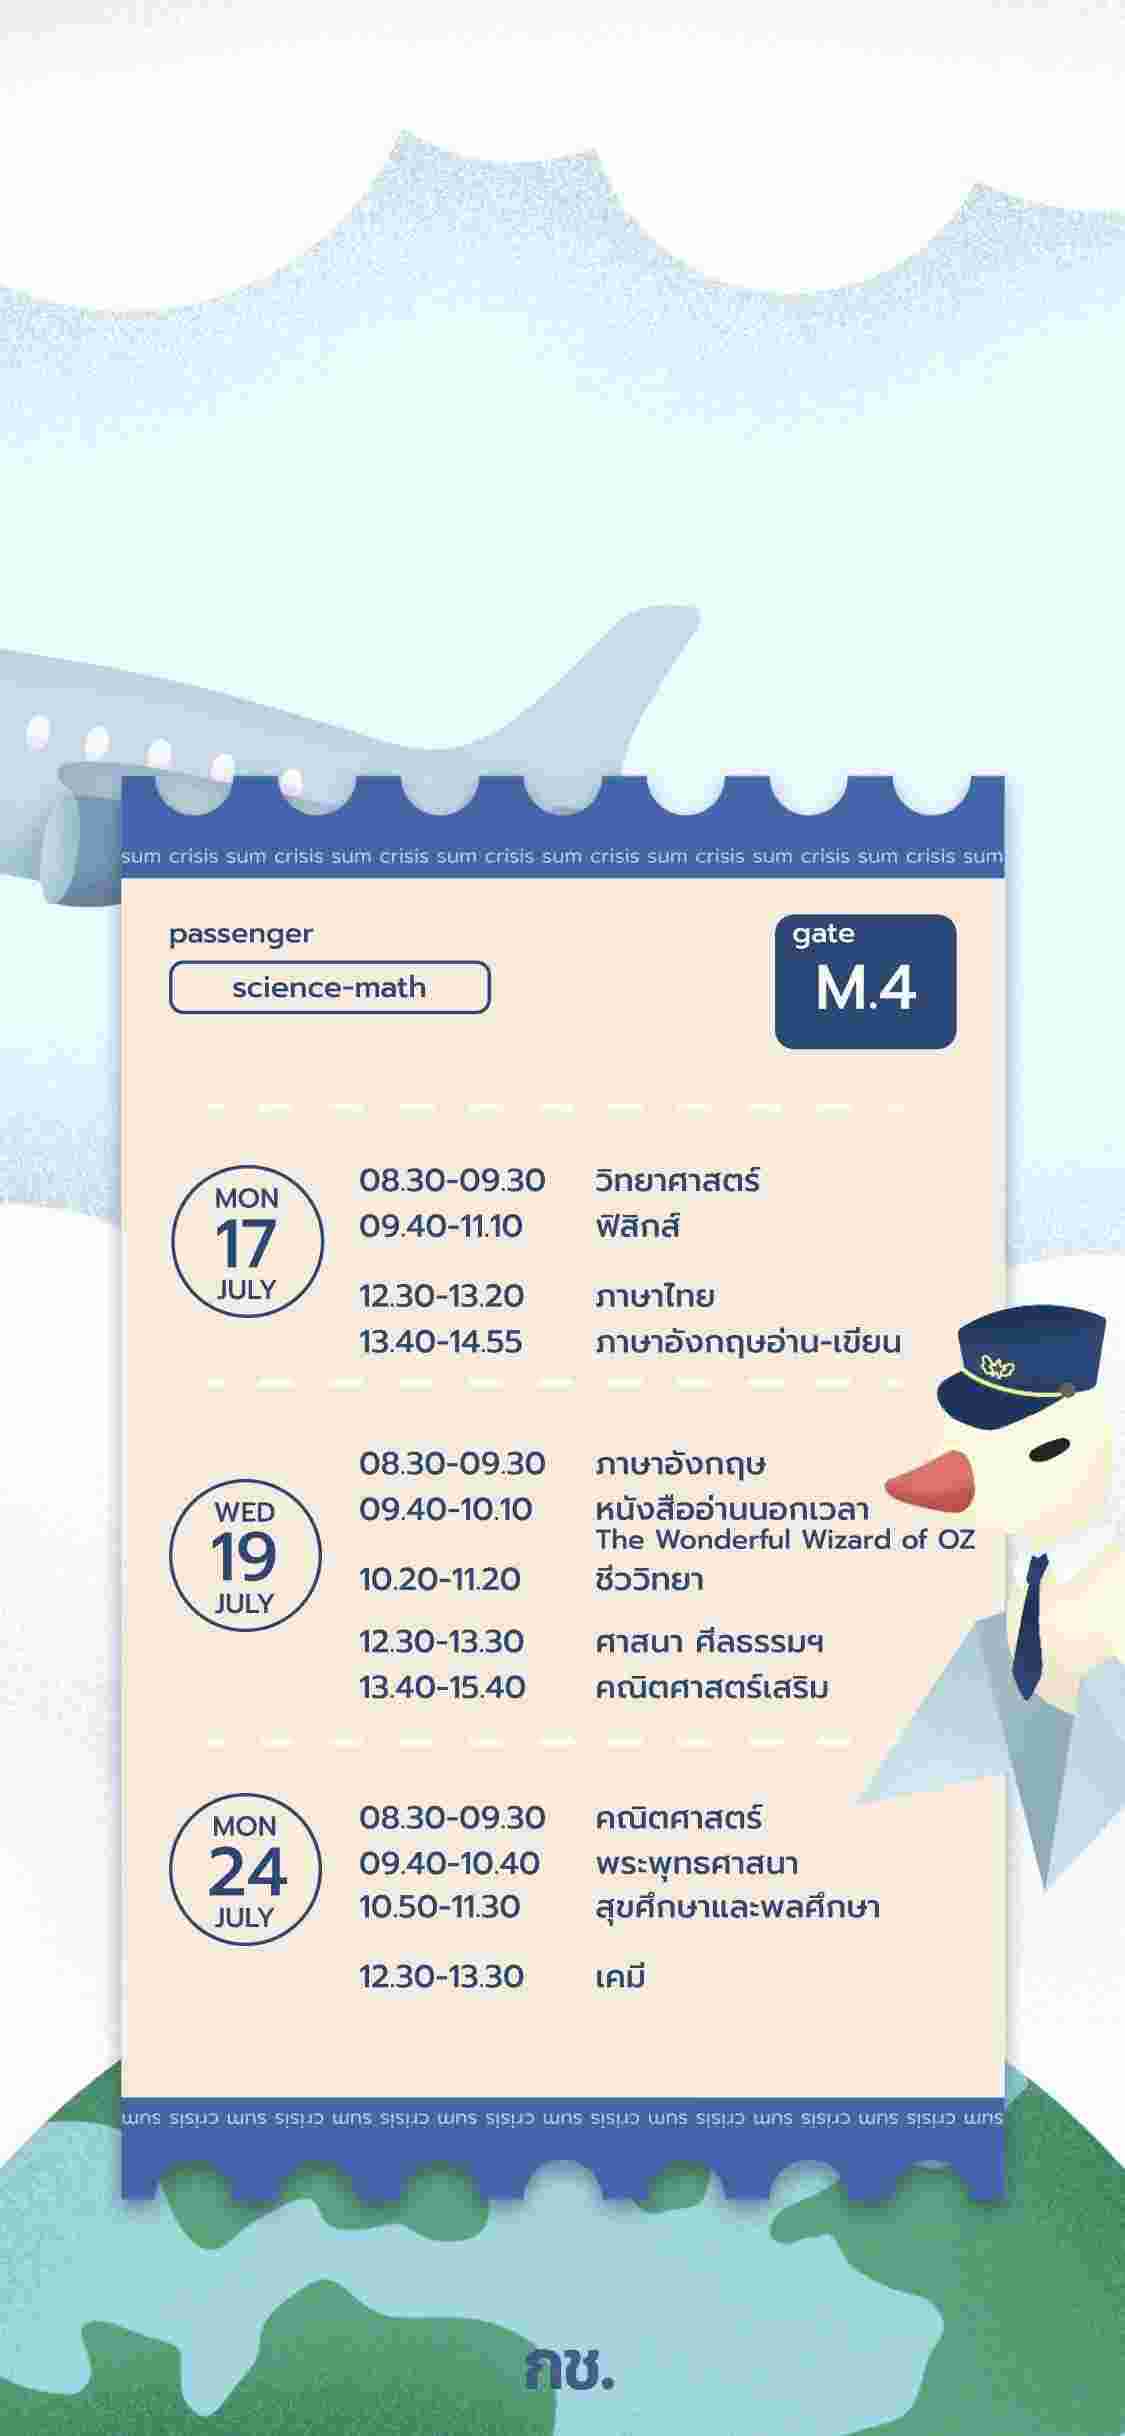 sum crisis sum crisis sum crisis sum crisis sum crisis sum crisis sum crisis sum crisis sum
passenger
science-math
gate
M.4
MON
17
JULY
08.30-09.30 วิทยาศาสตร์
09.40-11.10 ฟิสิกส์
12.30-13.20 ภาษาไทย
13.40-14.55 ภาษาอังกฤษอ่าน-เขียน
WED
19
JULY
08.30-09.30 ภาษาอังกฤษ
09.40-10.10 หนังสืออ่านนอกเวลา
The Wonderful Wizard of OZ
10.20-11.20 ชีววิทยา
12.30-13.30 ศาสนา ศีลธรรมฯ
13.40-15.40 คณิตศาสตร์เสริม
MON
24
JULY
08.30-09.30 คณิตศาสตร์
09.40-10.40 พระพุทธศาสนา
10.50-11.30 สุขศึกษาและพลศึกษา
12.30-13.30 เคมี
sum crisis sum crisis sum crisis sum crisis sum crisis sum crisis sum crisis sum crisis sum
กช.